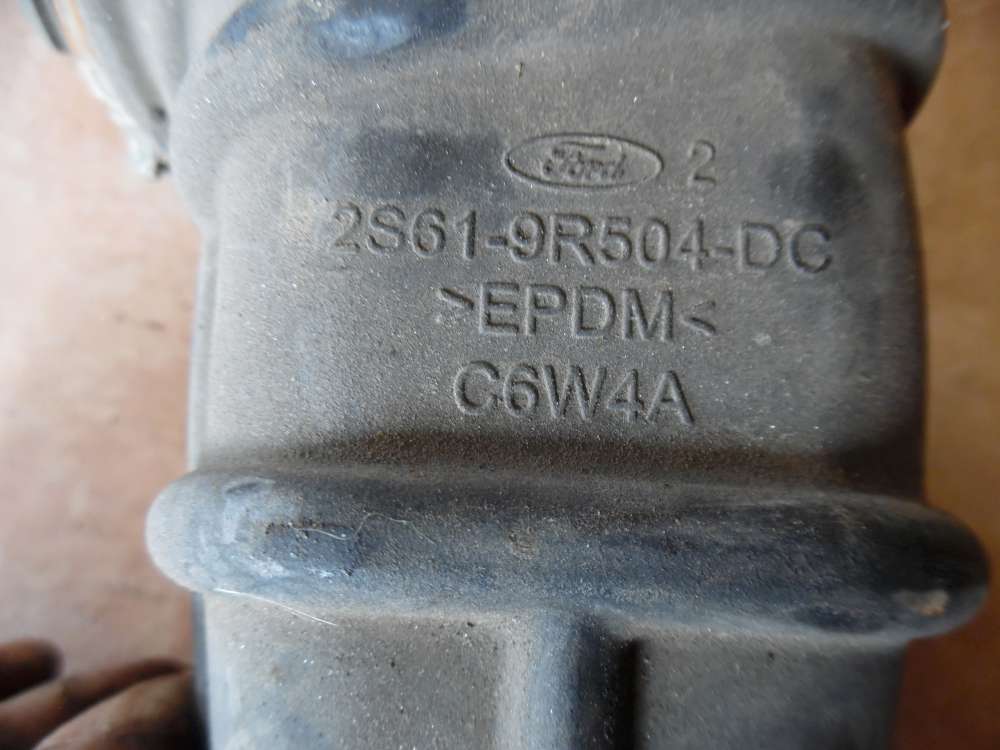 Ford 2
2S61-9R504-DC
>EPDM<
C6W4A